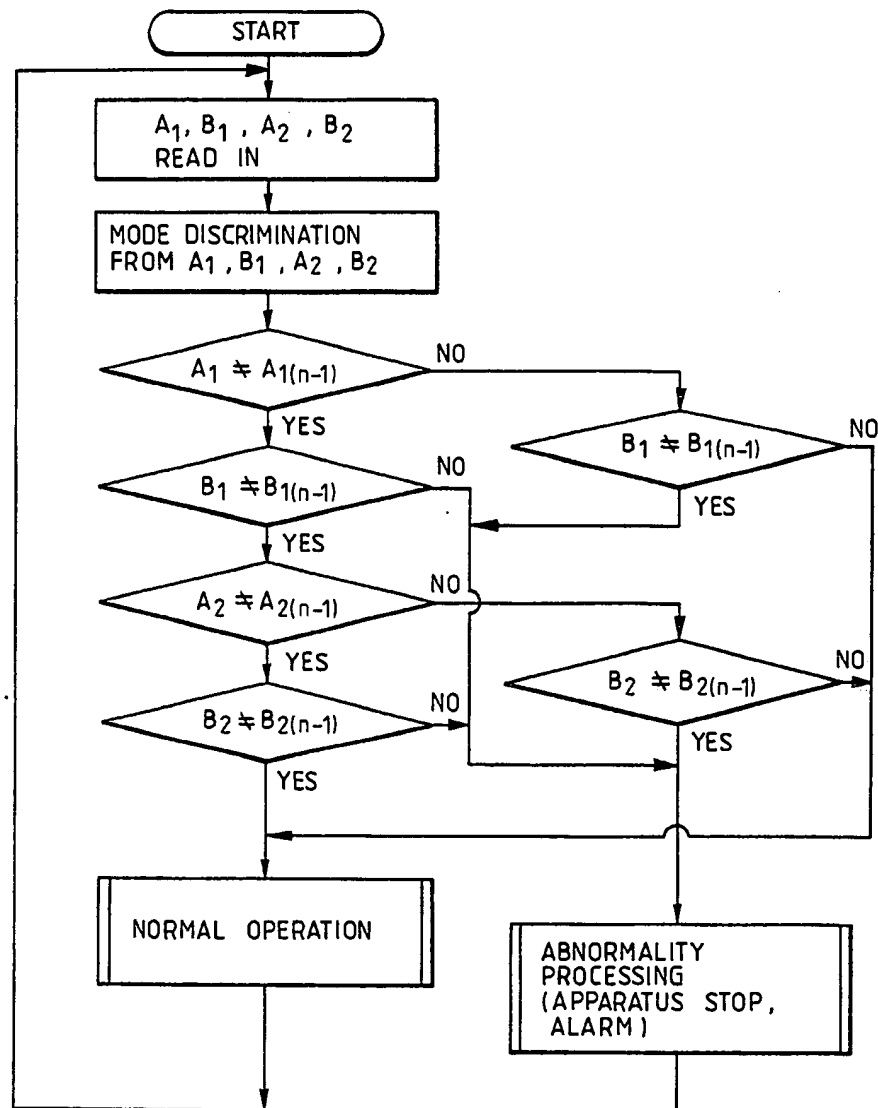 START
A1, B1, A2, B2
READ IN
MODE DISCRIMINATION
FROM A1, B1, A2, B2
A1 ≠ A1(n-1)
NO
YES
B1 ≠ B1(n-1)
NO
YES
B1 ≠ B1(n-1)
NO
YES
A2 ≠ A2(n-1)
NO
YES
B2 ≠ B2(n-1)
NO
YES
B2 ≠ B2(n-1)
NO
YES
NORMAL OPERATION
ABNORMALITY
PROCESSING
(APPARATUS STOP,
ALARM)